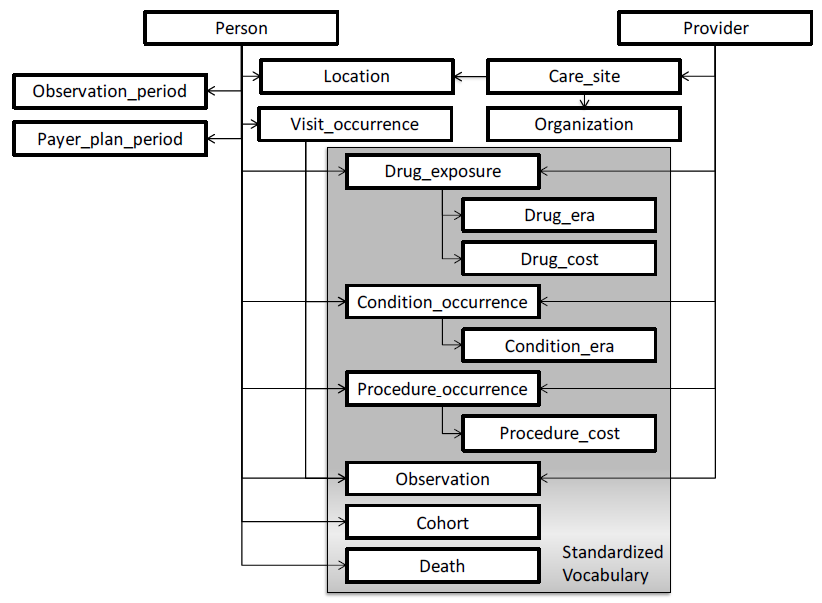 Person
Provider
Location
Care_site
Observation_period
Visit_occurrence
Organization
Payer_plan_period
Drug_exposure
Drug_era
Drug_cost
Condition_occurrence
Condition_era
Procedure_occurrence
Procedure_cost
Observation
Cohort
Death
Standardized
Vocabulary